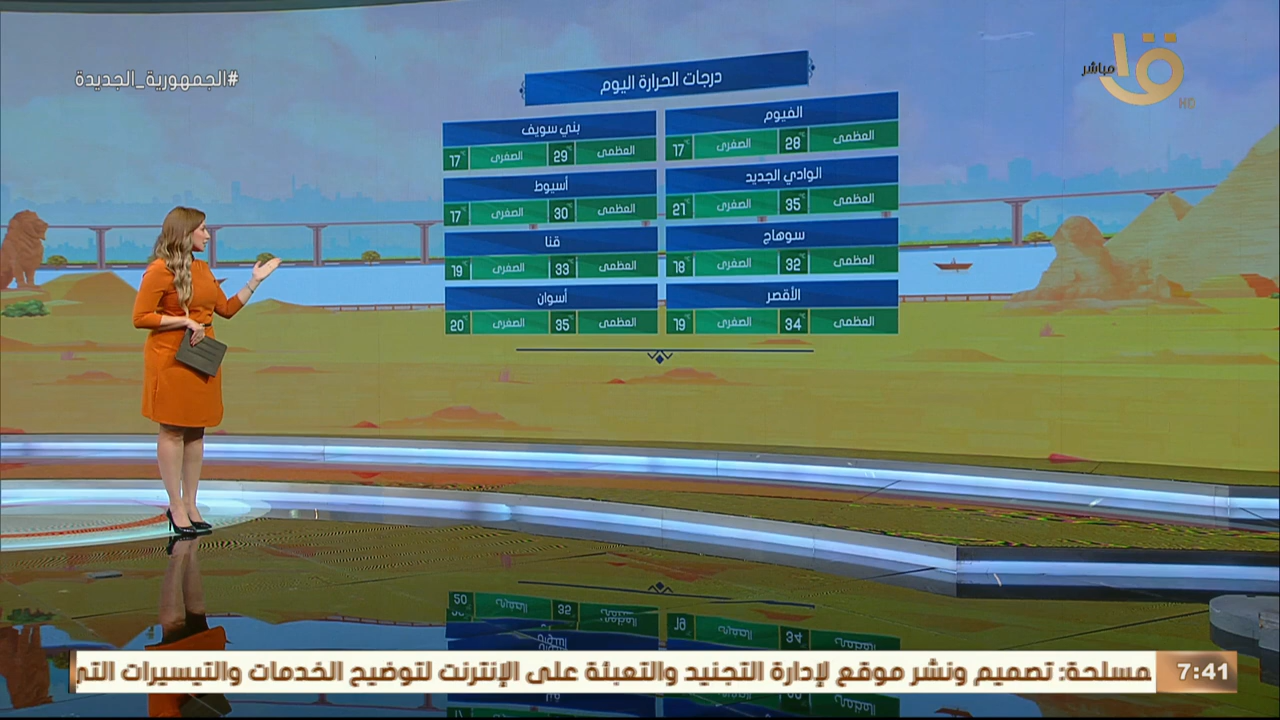 #الجمهورية_الجديدة
مباشر
HD
درجات الحرارة اليوم
الفيوم
العظمى 28 الصغرى 17
بني سويف
العظمى 29 الصغرى 17
الوادي الجديد
العظمى 35 الصغرى 21
أسيوط
العظمى 30 الصغرى 17
سوهاج
العظمى 32 الصغرى 18
قنا
العظمى 33 الصغرى 19
الأقصر
العظمى 34 الصغرى 19
أسوان
العظمى 35 الصغرى 20
7:41
مسلحة: تصميم ونشر موقع لإدارة التجنيد والتعبئة على الإنترنت لتوضيح الخدمات والتيسيرات